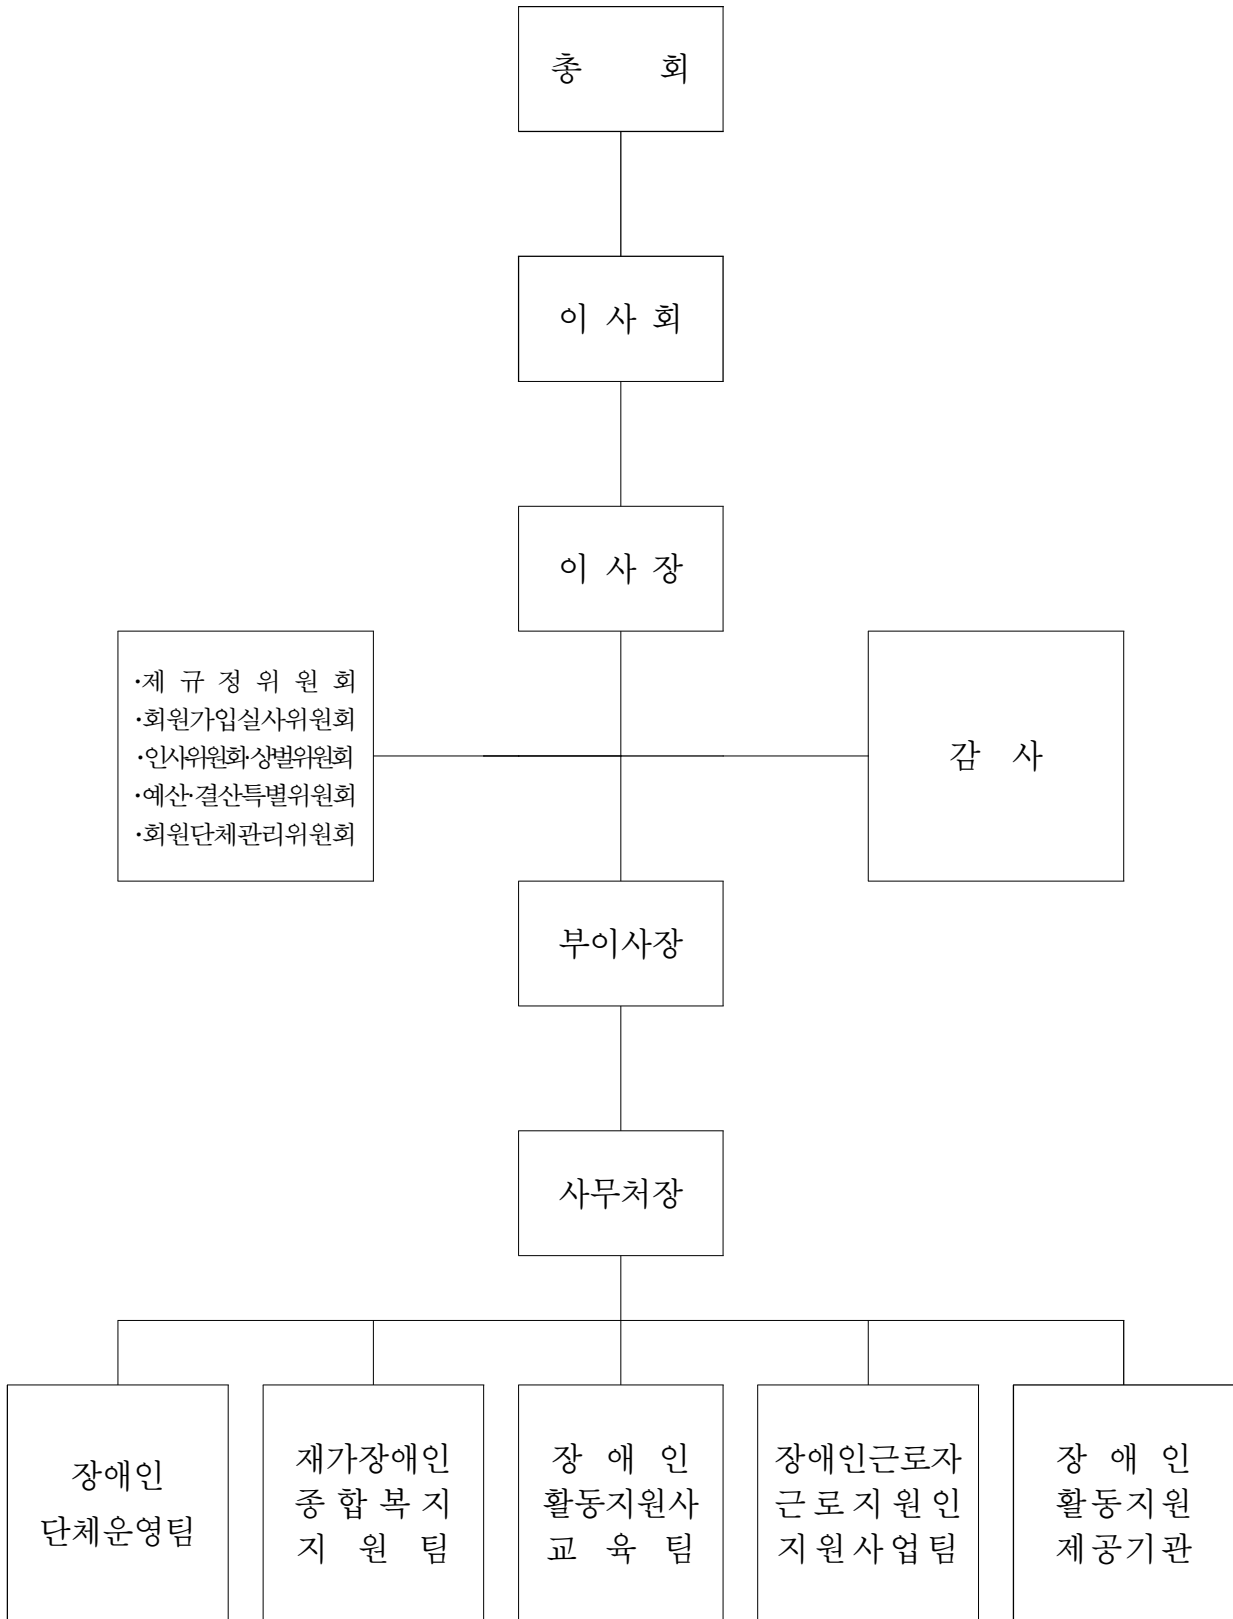 총 회
이 사 회
이 사 장
·제 규 정 위 원 회
·회원가입실사위원회
·인사위원회·상벌위원회
·예산·결산특별위원회
·회원단체관리위원회
감 사
부이사장
사무처장
장애인
단체운영팀
재가장애인
종 합 복 지
지 원 팀
장 애 인
활동지원사
교 육 팀
장애인근로자
근 로 지 원 인
지 원 사 업 팀
장 애 인
활동지원
제공기관